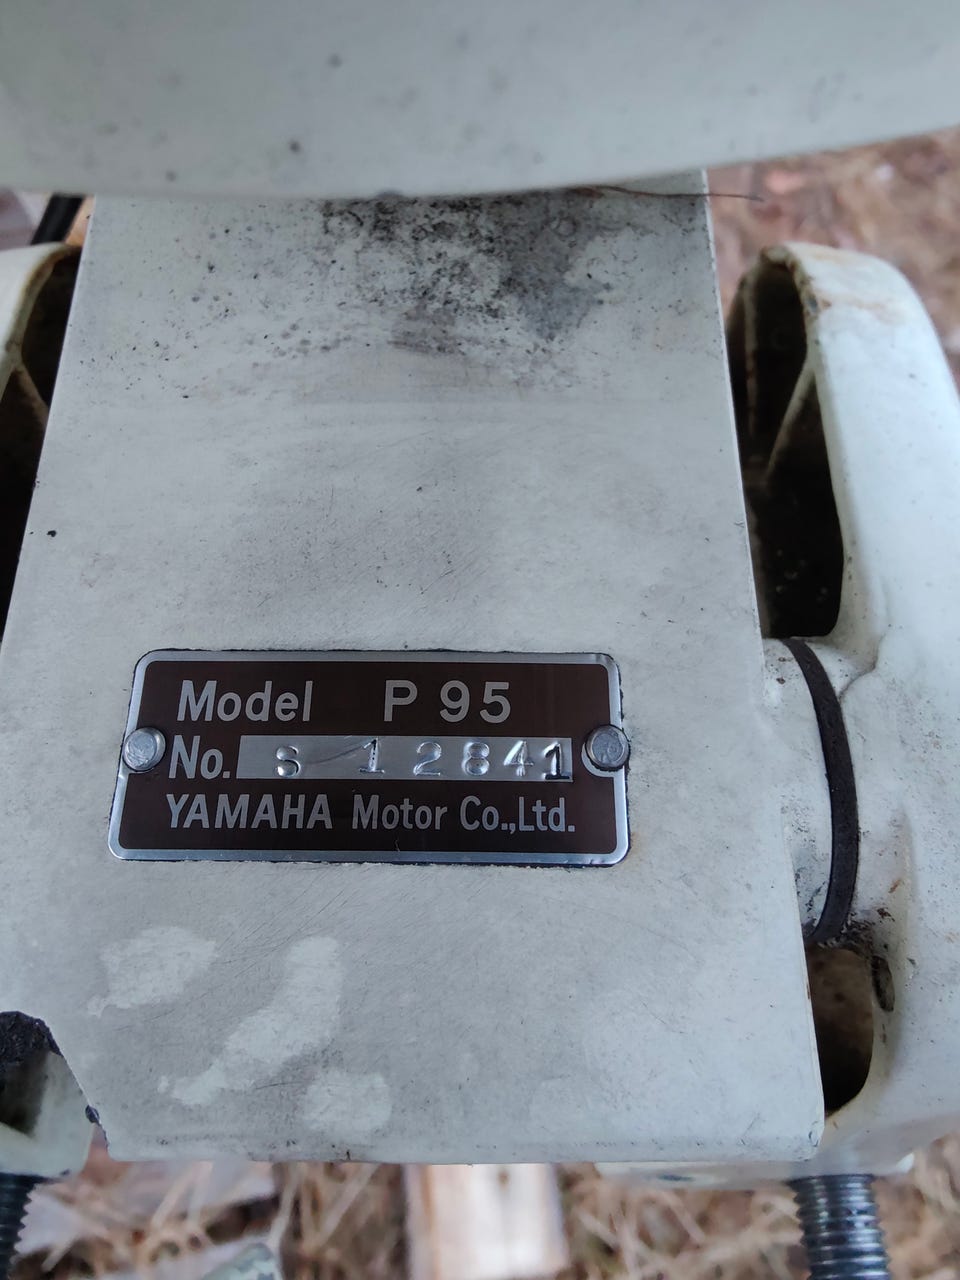 Model P 95
No. S 12841
YAMAHA Motor Co.,Ltd.